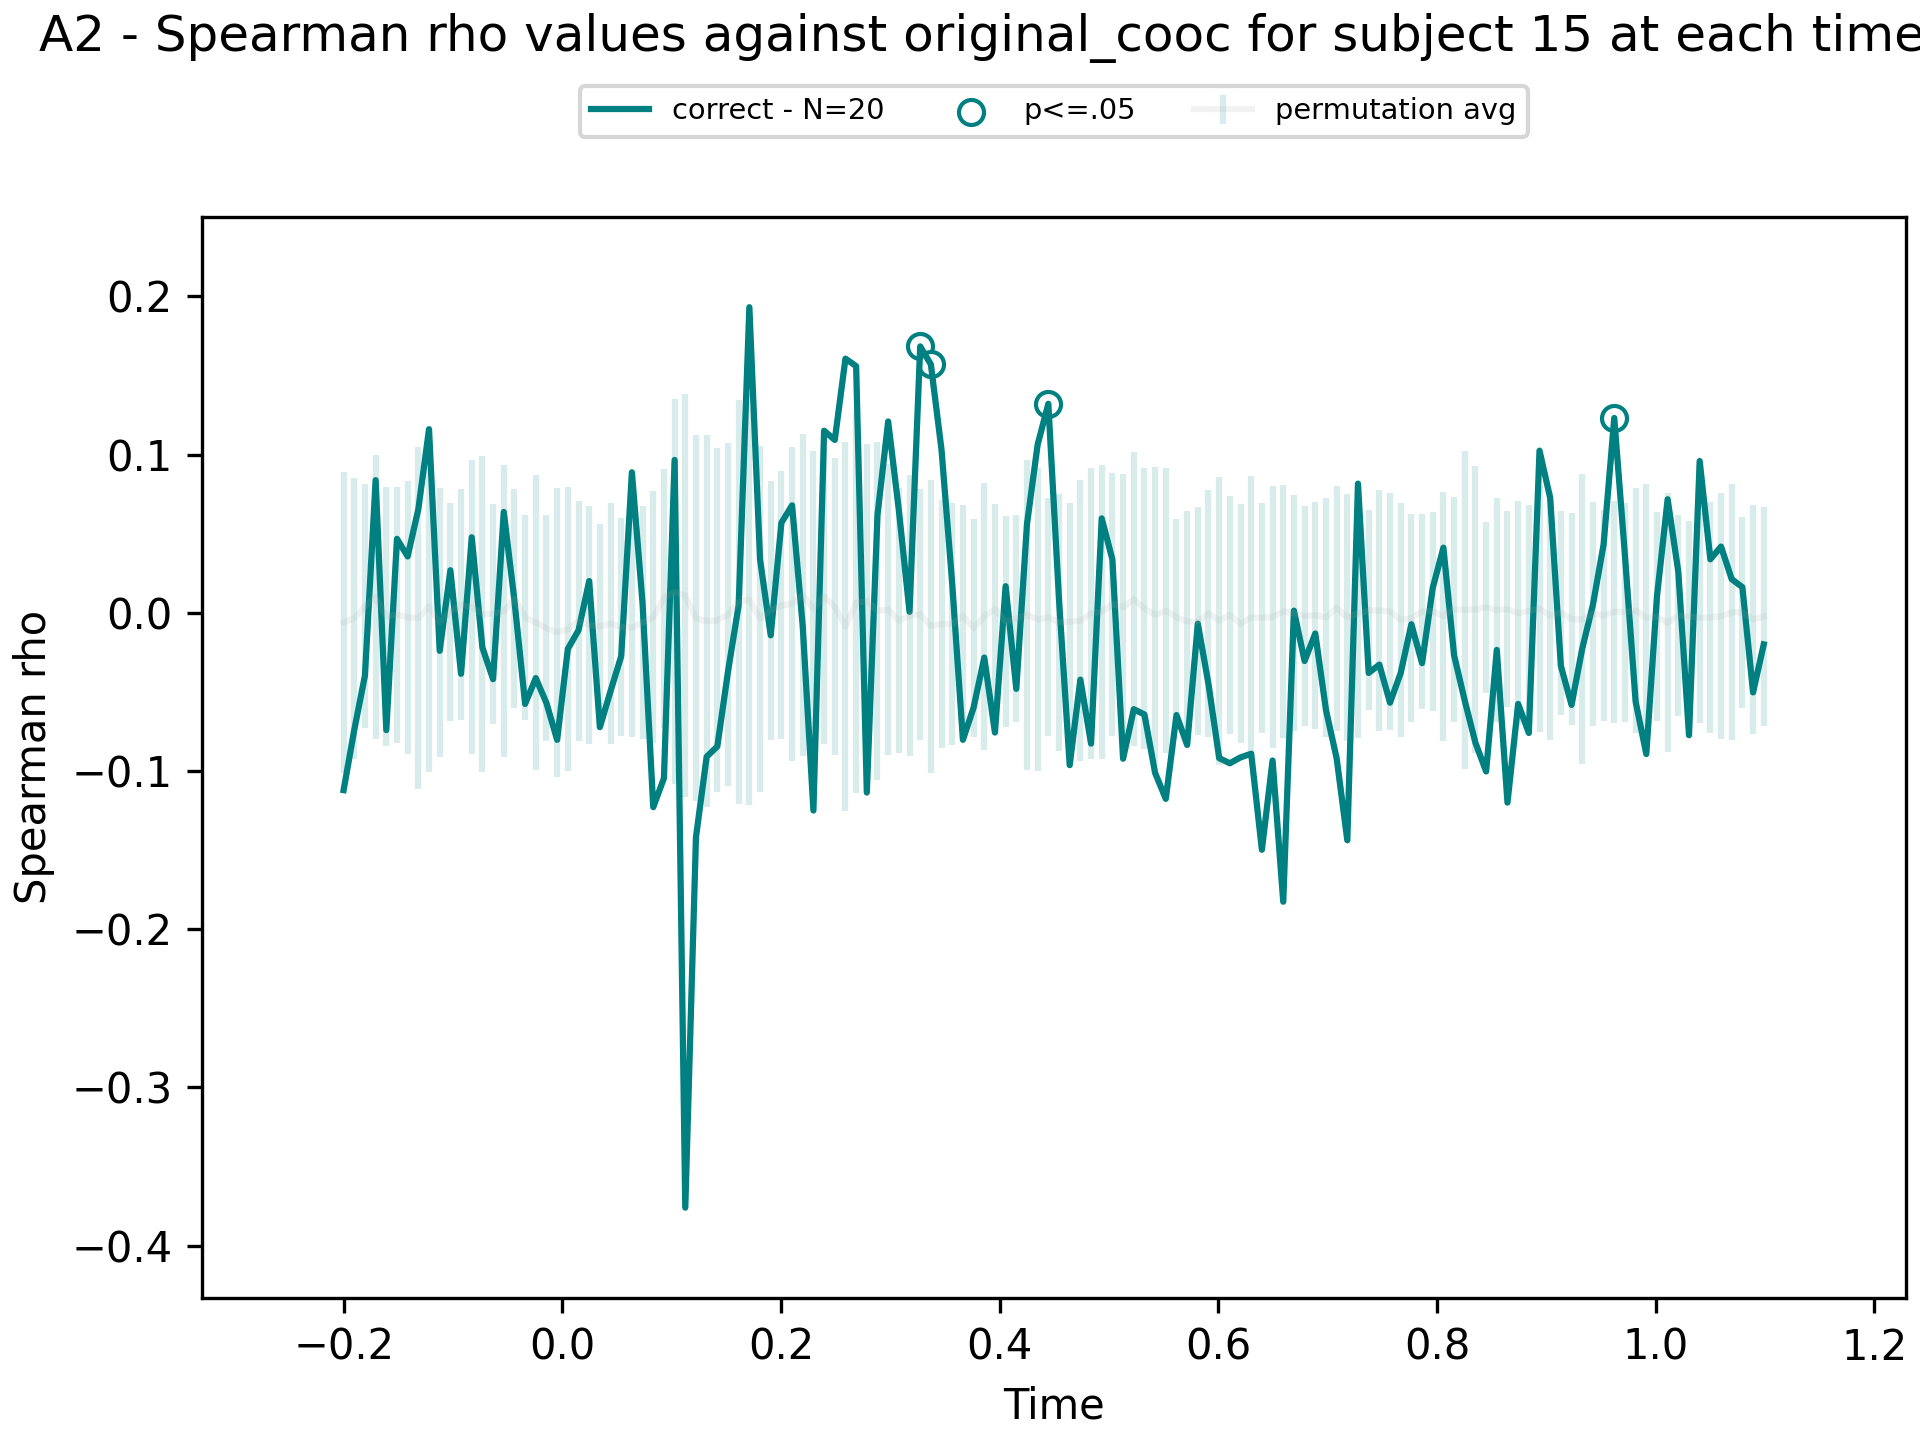 A2 - Spearman rho values against original_cooc for subject 15 at each time
correct - N=20 p<=.05 permutation avg
0.2
0.1
0.0
−0.1
−0.2
−0.3
−0.4
Spearman rho
−0.2 0.0 0.2 0.4 0.6 0.8 1.0 1.2
Time